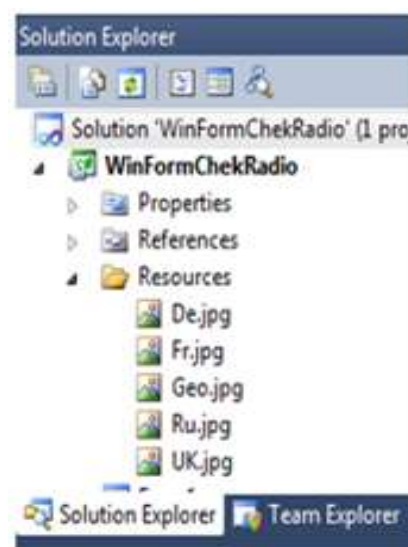 Solution Explorer
Solution 'WinFormChekRadio' (1 proj
WinFormChekRadio
Properties
References
Resources
De.jpg
Fr.jpg
Geo.jpg
Ru.jpg
UK.jpg
Solution Explorer Team Explorer